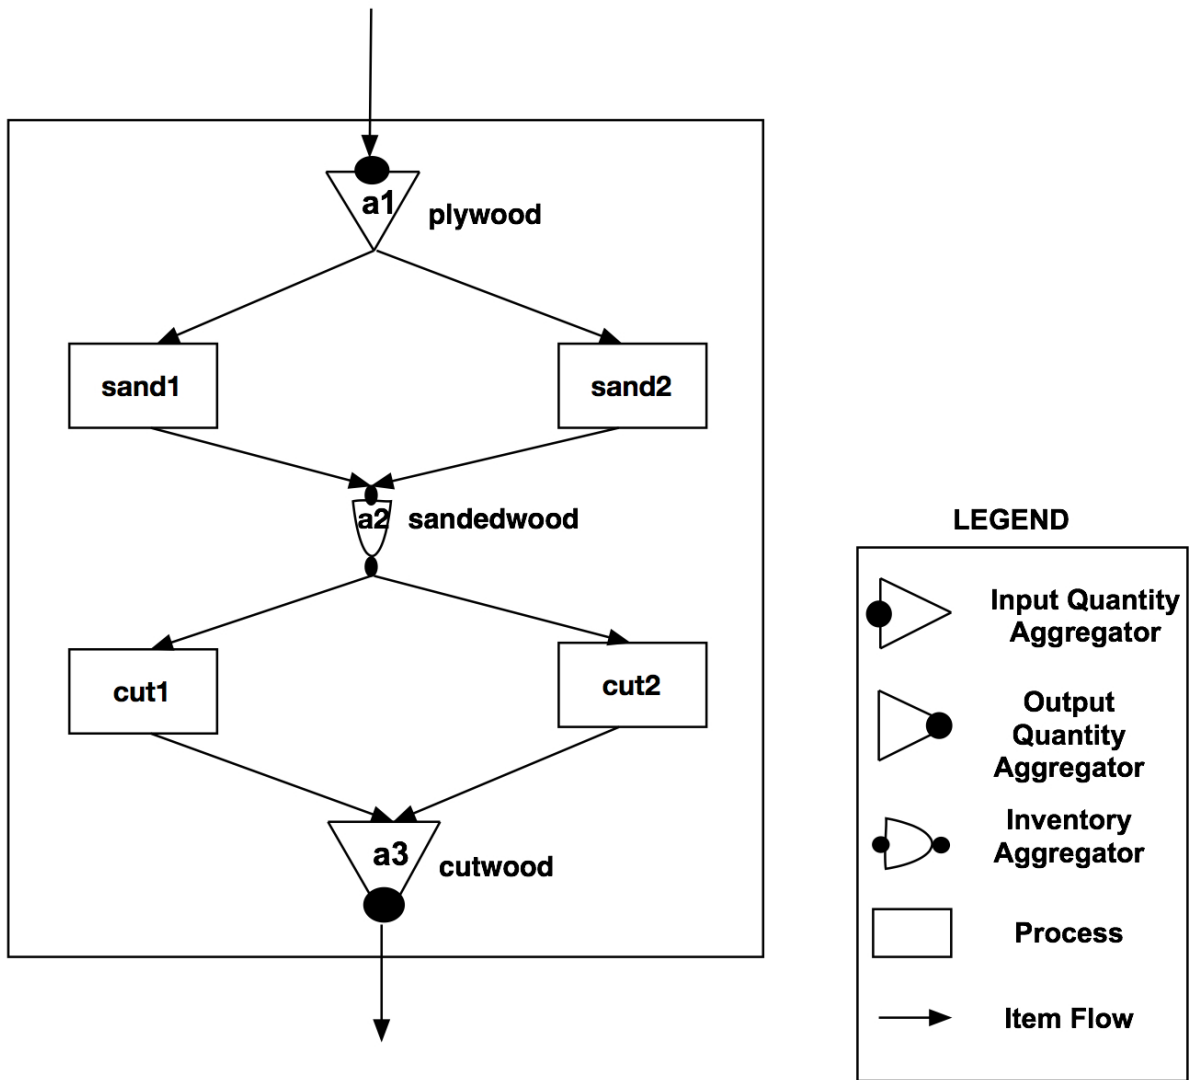 a1
plywood
sand1
sand2
a2 sandedwood
cut1
cut2
a3
cutwood
LEGEND
Input Quantity
Aggregator
Output
Quantity
Aggregator
Inventory
Aggregator
Process
Item Flow